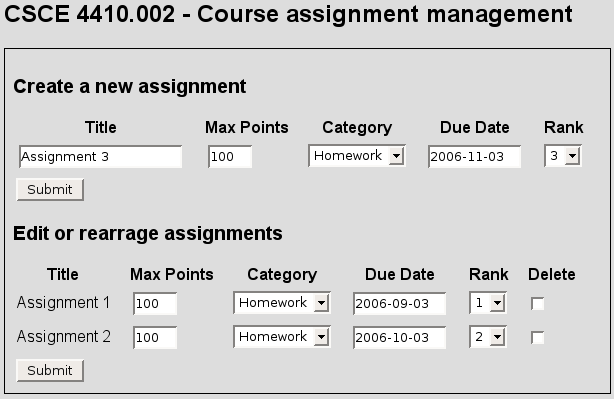 CSCE 4410.002 - Course assignment management
Create a new assignment
Title Max Points Category Due Date Rank
Assignment 3 100 Homework 2006-11-03 3
Submit
Edit or rearrage assignments
Title Max Points Category Due Date Rank Delete
Assignment 1 100 Homework 2006-09-03 1
Assignment 2 100 Homework 2006-10-03 2
Submit